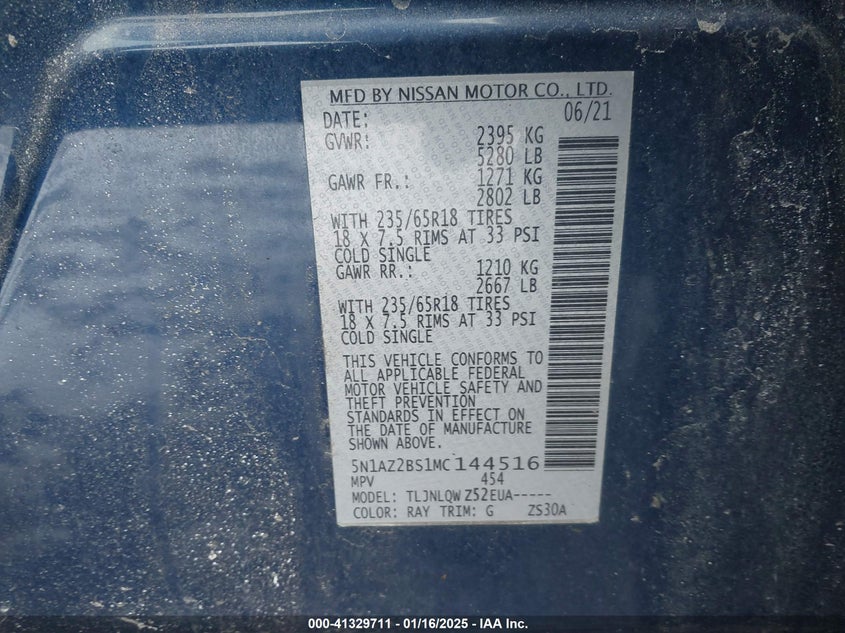 MFD BY NISSAN MOTOR CO., LTD.
DATE: 06/21
GVWR: 2395 KG
5280 LB
GAWR FR.: 1271 KG
2802 LB
WITH 235/65R18 TIRES
18 X 7.5 RIMS AT 33 PSI
COLD SINGLE
GAWR RR.: 1210 KG
2667 LB
WITH 235/65R18 TIRES
18 X 7.5 RIMS AT 33 PSI
COLD SINGLE
THIS VEHICLE CONFORMS TO
ALL APPLICABLE FEDERAL
MOTOR VEHICLE SAFETY AND
THEFT PREVENTION
STANDARDS IN EFFECT ON
THE DATE OF MANUFACTURE
SHOWN ABOVE.
5N1AZ2BS1MC144516
MPV 454
MODEL: TLJNLQW Z52EUA-----
COLOR: RAY TRIM: G ZS30A
000-41329711 - 01/16/2025 - IAA Inc.